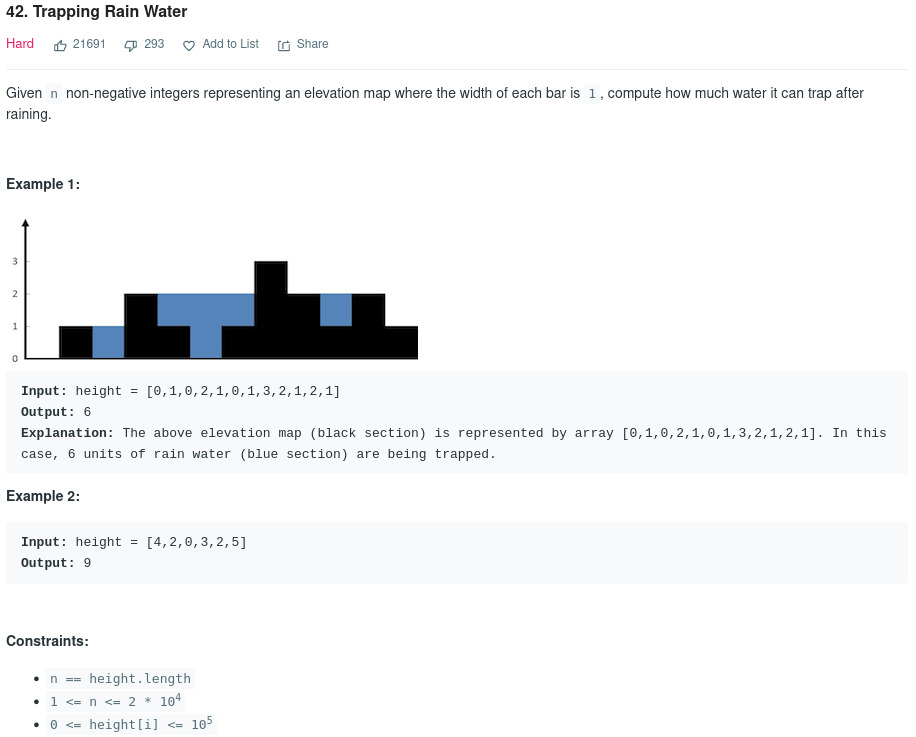 42. Trapping Rain Water
Hard 21691 293 Add to List Share
Given n non-negative integers representing an elevation map where the width of each bar is 1 , compute how much water it can trap after
raining.
Example 1:
3
2
1
0
Input: height = [0,1,0,2,1,0,1,3,2,1,2,1]
Output: 6
Explanation: The above elevation map (black section) is represented by array [0,1,0,2,1,0,1,3,2,1,2,1]. In this
case, 6 units of rain water (blue section) are being trapped.
Example 2:
Input: height = [4,2,0,3,2,5]
Output: 9
Constraints:
• n == height.length
• 1 <= n <= 2 * 10⁴
• 0 <= height[i] <= 10⁵